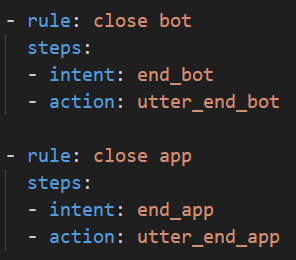 - rule: close bot
steps:
- intent: end_bot
- action: utter_end_bot
- rule: close app
steps:
- intent: end_app
- action: utter_end_app